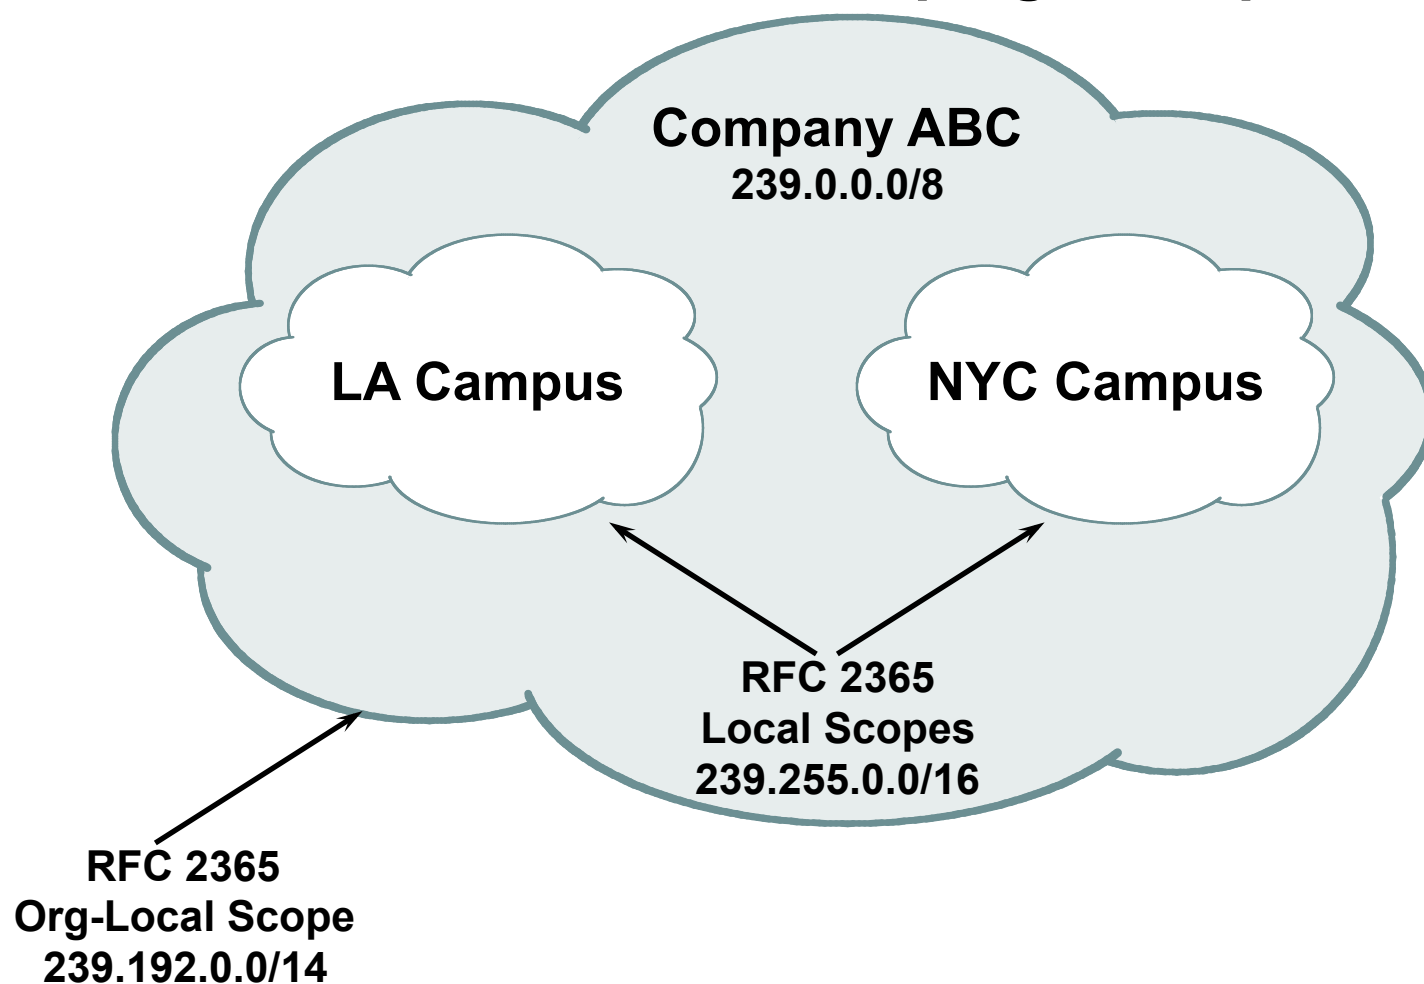 Company ABC
239.0.0.0/8
LA Campus
NYC Campus
RFC 2365
Local Scopes
239.255.0.0/16
RFC 2365
Org-Local Scope
239.192.0.0/14